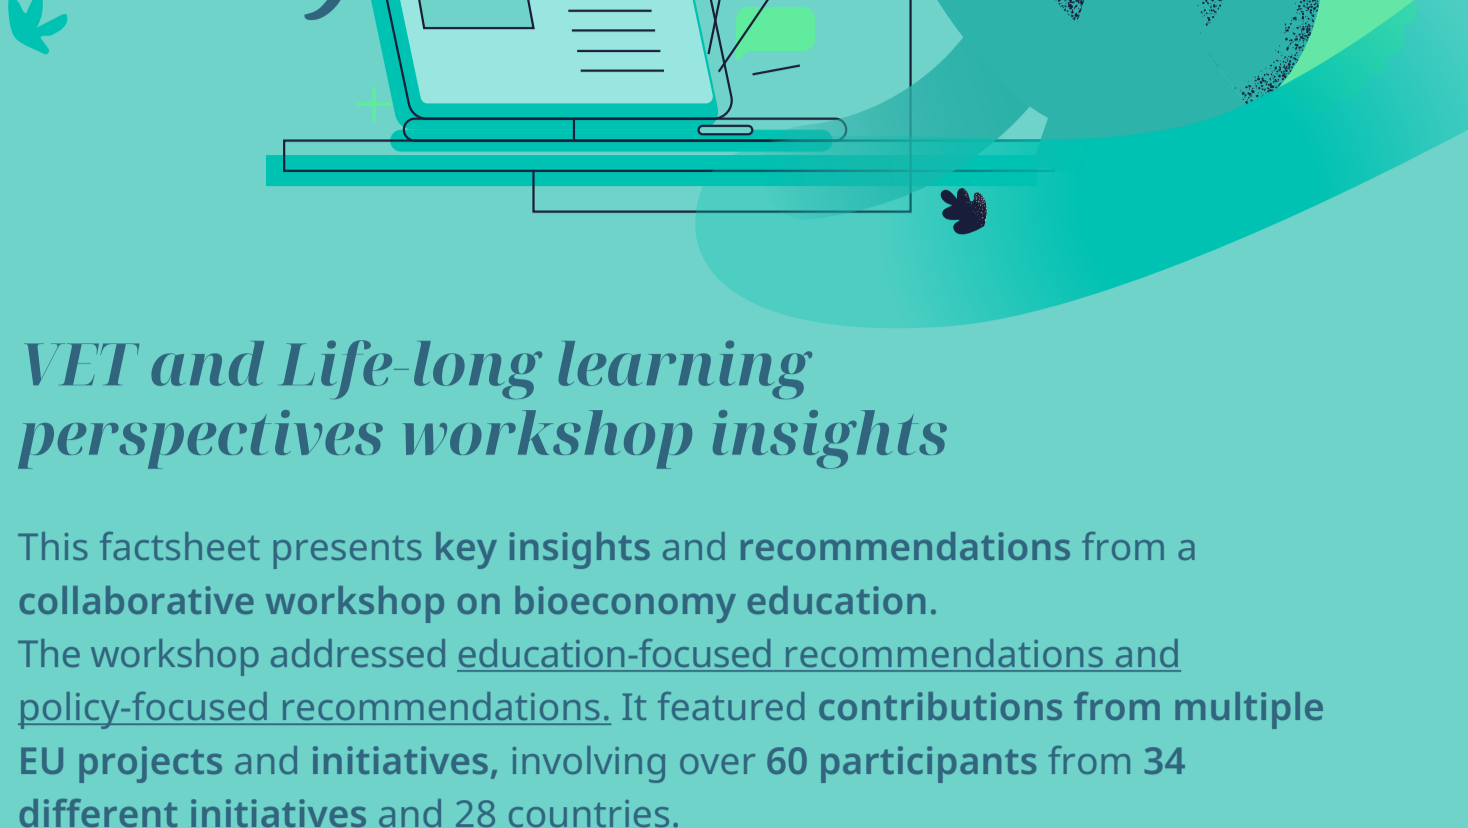 VET and Life-long learning
perspectives workshop insights
This factsheet presents key insights and recommendations from a
collaborative workshop on bioeconomy education.
The workshop addressed education-focused recommendations and
policy-focused recommendations. It featured contributions from multiple
EU projects and initiatives, involving over 60 participants from 34
different initiatives and 28 countries.